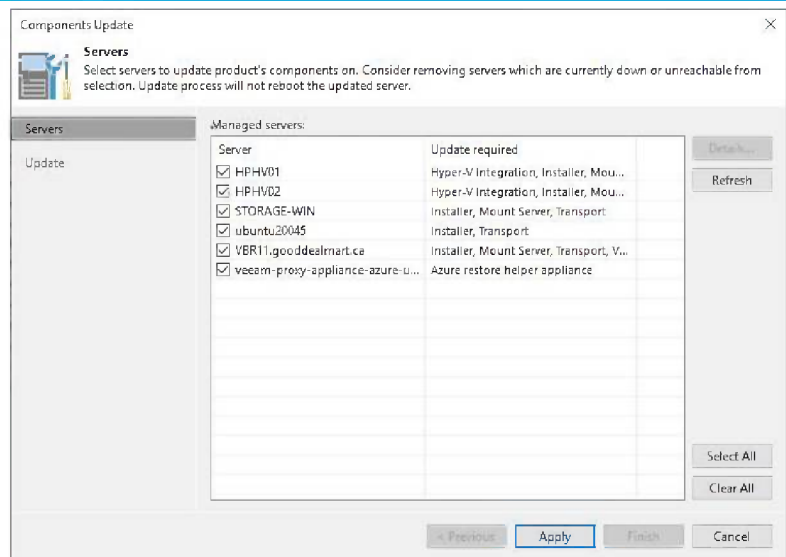 Components Update
Servers
Select servers to update product's components on. Consider removing servers which are currently down or unreachable from
selection. Update process will not reboot the updated server.
Servers
Update
Managed servers:
Server Update required
HPHV01 Hyper-V Integration, Installer, Mou...
HPHV02 Hyper-V Integration, Installer, Mou...
STORAGE-WIN Installer, Mount Server, Transport
ubuntu20045 Installer, Transport
VBR11.gooddealmart.ca Installer, Mount Server, Transport, V...
veeam-proxy-appliance-azure-u... Azure restore helper appliance
Details...
Refresh
Select All
Clear All
< Previous Apply Finish Cancel